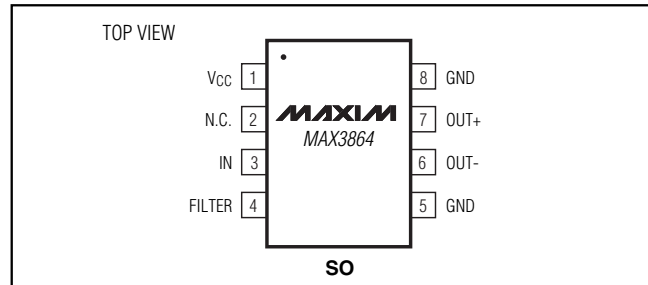 TOP VIEW
VCC 1
8 GND
N.C. 2
MAXIM
7 OUT+
MAX3864
IN 3
6 OUT-
FILTER 4
5 GND
SO